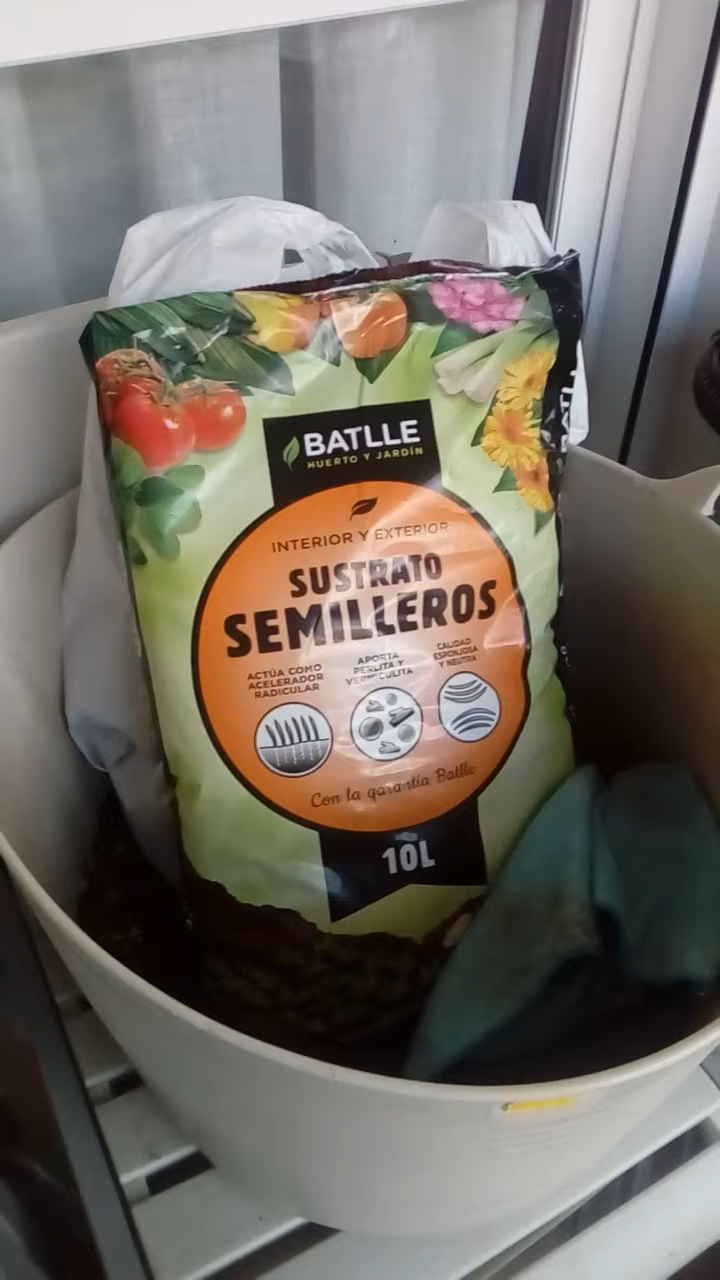 BATLLE
HUERTO Y JARDÍN
INTERIOR Y EXTERIOR
SUSTRATO
SEMILLEROS
ACTÚA COMO
ACELERADOR
RADICULAR
APORTA
PERLITA Y
VERMICULITA
CALIDAD
ESPONJOSA
Y NEUTRA
Con la garantía Batlle
10L
BATL